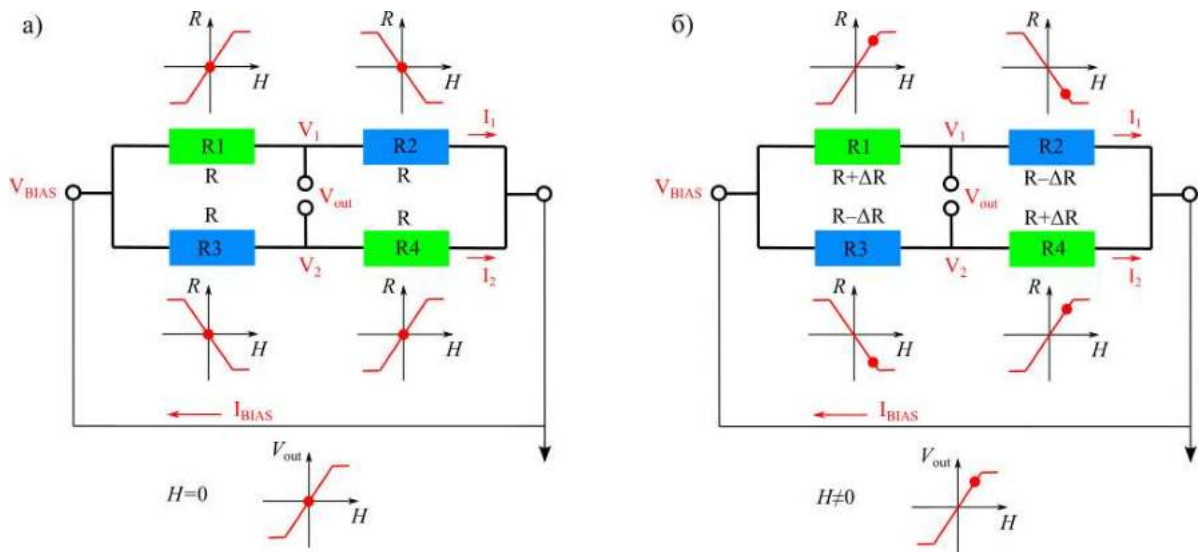 а)
R
H
R
H
V1
I1
R1
R2
R
R
VBIAS
Vout
R
R
R3
R4
V2
I2
R
H
R
H
IBIAS
Vout
H=0
H
б)
R
H
R
H
V1
I1
R1
R2
R+ΔR
R–ΔR
VBIAS
Vout
R–ΔR
R+ΔR
R3
R4
V2
I2
R
H
R
H
IBIAS
Vout
H≠0
H